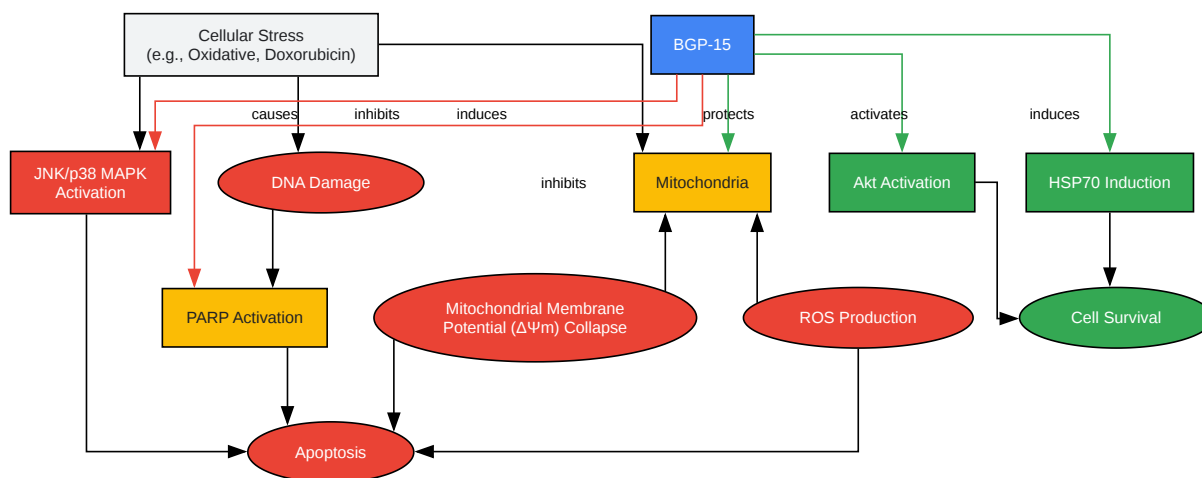 Cellular Stress
(e.g., Oxidative, Doxorubicin)
BGP-15
causes
inhibits
induces
protects
activates
induces
JNK/p38 MAPK
Activation
DNA Damage
inhibits
Mitochondria
Akt Activation
HSP70 Induction
PARP Activation
Mitochondrial Membrane
Potential (ΔΨm) Collapse
ROS Production
Cell Survival
Apoptosis